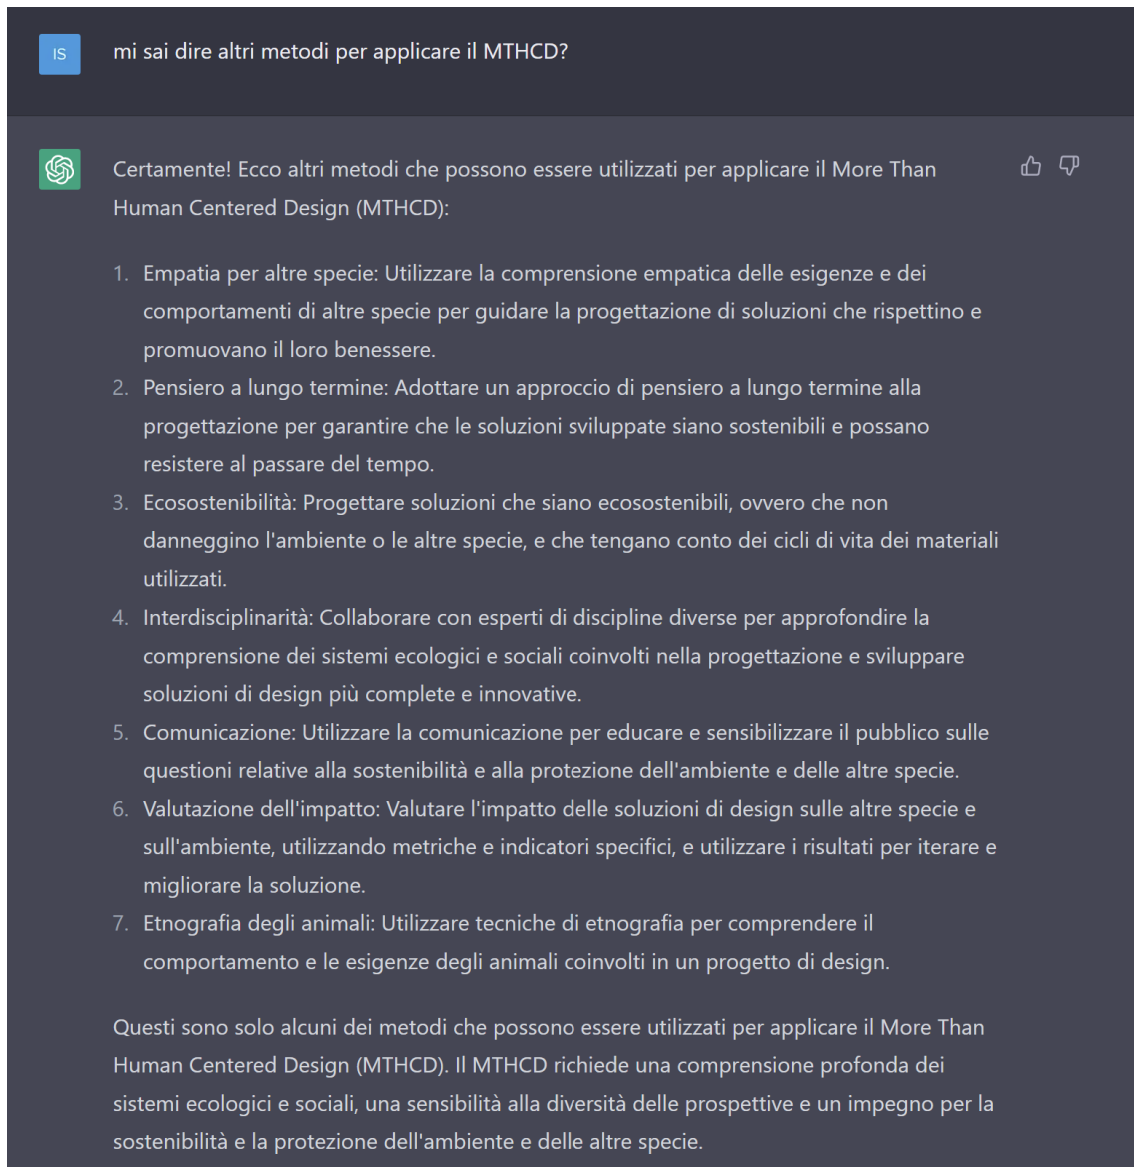 IS
mi sai dire altri metodi per applicare il MTHCD?
Certamente! Ecco altri metodi che possono essere utilizzati per applicare il More Than
Human Centered Design (MTHCD):
1. Empatia per altre specie: Utilizzare la comprensione empatica delle esigenze e dei
comportamenti di altre specie per guidare la progettazione di soluzioni che rispettino e
promuovano il loro benessere.
2. Pensiero a lungo termine: Adottare un approccio di pensiero a lungo termine alla
progettazione per garantire che le soluzioni sviluppate siano sostenibili e possano
resistere al passare del tempo.
3. Ecosostenibilità: Progettare soluzioni che siano ecosostenibili, ovvero che non
danneggino l'ambiente o le altre specie, e che tengano conto dei cicli di vita dei materiali
utilizzati.
4. Interdisciplinarità: Collaborare con esperti di discipline diverse per approfondire la
comprensione dei sistemi ecologici e sociali coinvolti nella progettazione e sviluppare
soluzioni di design più complete e innovative.
5. Comunicazione: Utilizzare la comunicazione per educare e sensibilizzare il pubblico sulle
questioni relative alla sostenibilità e alla protezione dell'ambiente e delle altre specie.
6. Valutazione dell'impatto: Valutare l'impatto delle soluzioni di design sulle altre specie e
sull'ambiente, utilizzando metriche e indicatori specifici, e utilizzare i risultati per iterare e
migliorare la soluzione.
7. Etnografia degli animali: Utilizzare tecniche di etnografia per comprendere il
comportamento e le esigenze degli animali coinvolti in un progetto di design.
Questi sono solo alcuni dei metodi che possono essere utilizzati per applicare il More Than
Human Centered Design (MTHCD). Il MTHCD richiede una comprensione profonda dei
sistemi ecologici e sociali, una sensibilità alla diversità delle prospettive e un impegno per la
sostenibilità e la protezione dell'ambiente e delle altre specie.